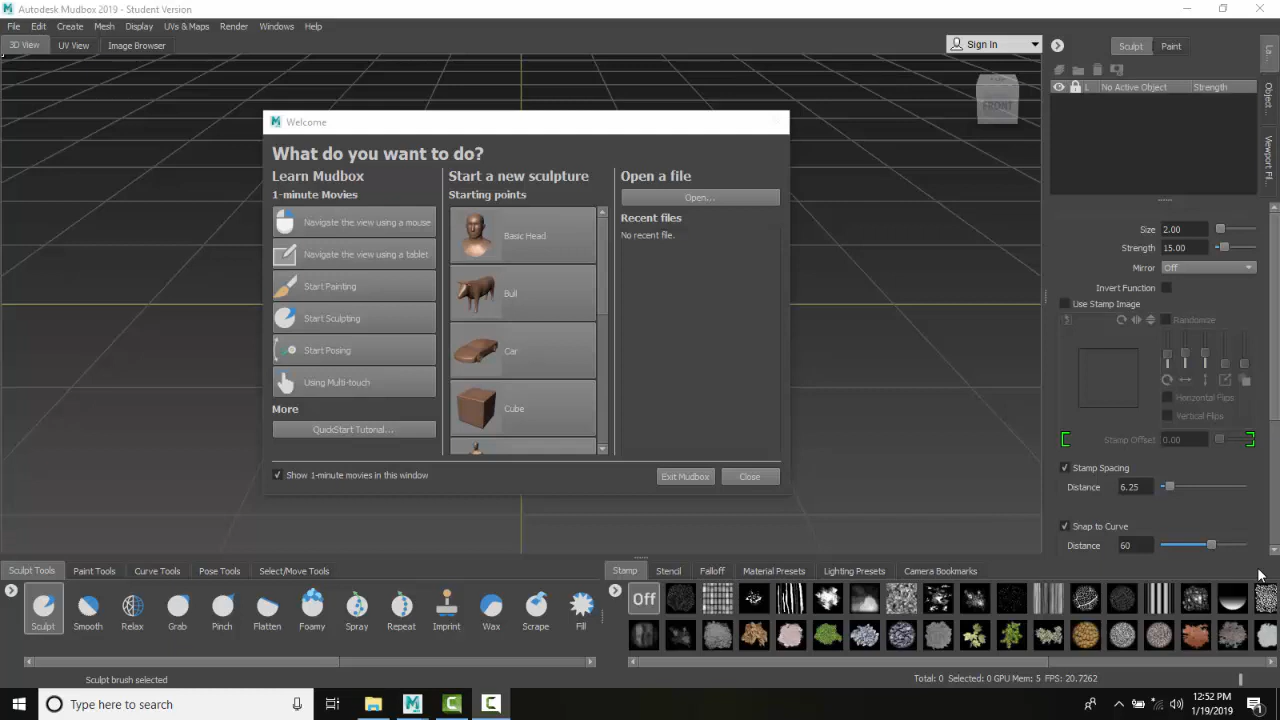 Autodesk Mudbox 2019 - Student Version
File Edit Create Mesh Display UVs & Maps Render Windows Help
3D View UV View Image Browser
Sign In
Sculpt Paint
La...
Object...
Viewport Fil...
L No Active Object Strength
TOP
FRONT
Welcome
What do you want to do?
Learn Mudbox
1-minute Movies
Navigate the view using a mouse
Navigate the view using a tablet
Start Painting
Start Sculpting
Start Posing
Using Multi-touch
More
QuickStart Tutorial...
Show 1-minute movies in this window
Start a new sculpture
Starting points
Basic Head
Bull
Car
Cube
Open a file
Open...
Recent files
No recent file.
Exit Mudbox Close
Size 2.00
Strength 15.00
Mirror Off
Invert Function
Use Stamp Image
Randomize
Horizontal Flips
Vertical Flips
Stamp Offset 0.00
Stamp Spacing
Distance 6.25
Snap to Curve
Distance 60
Sculpt Tools Paint Tools Curve Tools Pose Tools Select/Move Tools
Sculpt Smooth Relax Grab Pinch Flatten Foamy Spray Repeat Imprint Wax Scrape Fill
Stamp Stencil Falloff Material Presets Lighting Presets Camera Bookmarks
Off
Sculpt brush selected
Total: 0 Selected: 0 GPU Mem: 5 FPS: 20.7262
Type here to search
12:52 PM
1/19/2019
1